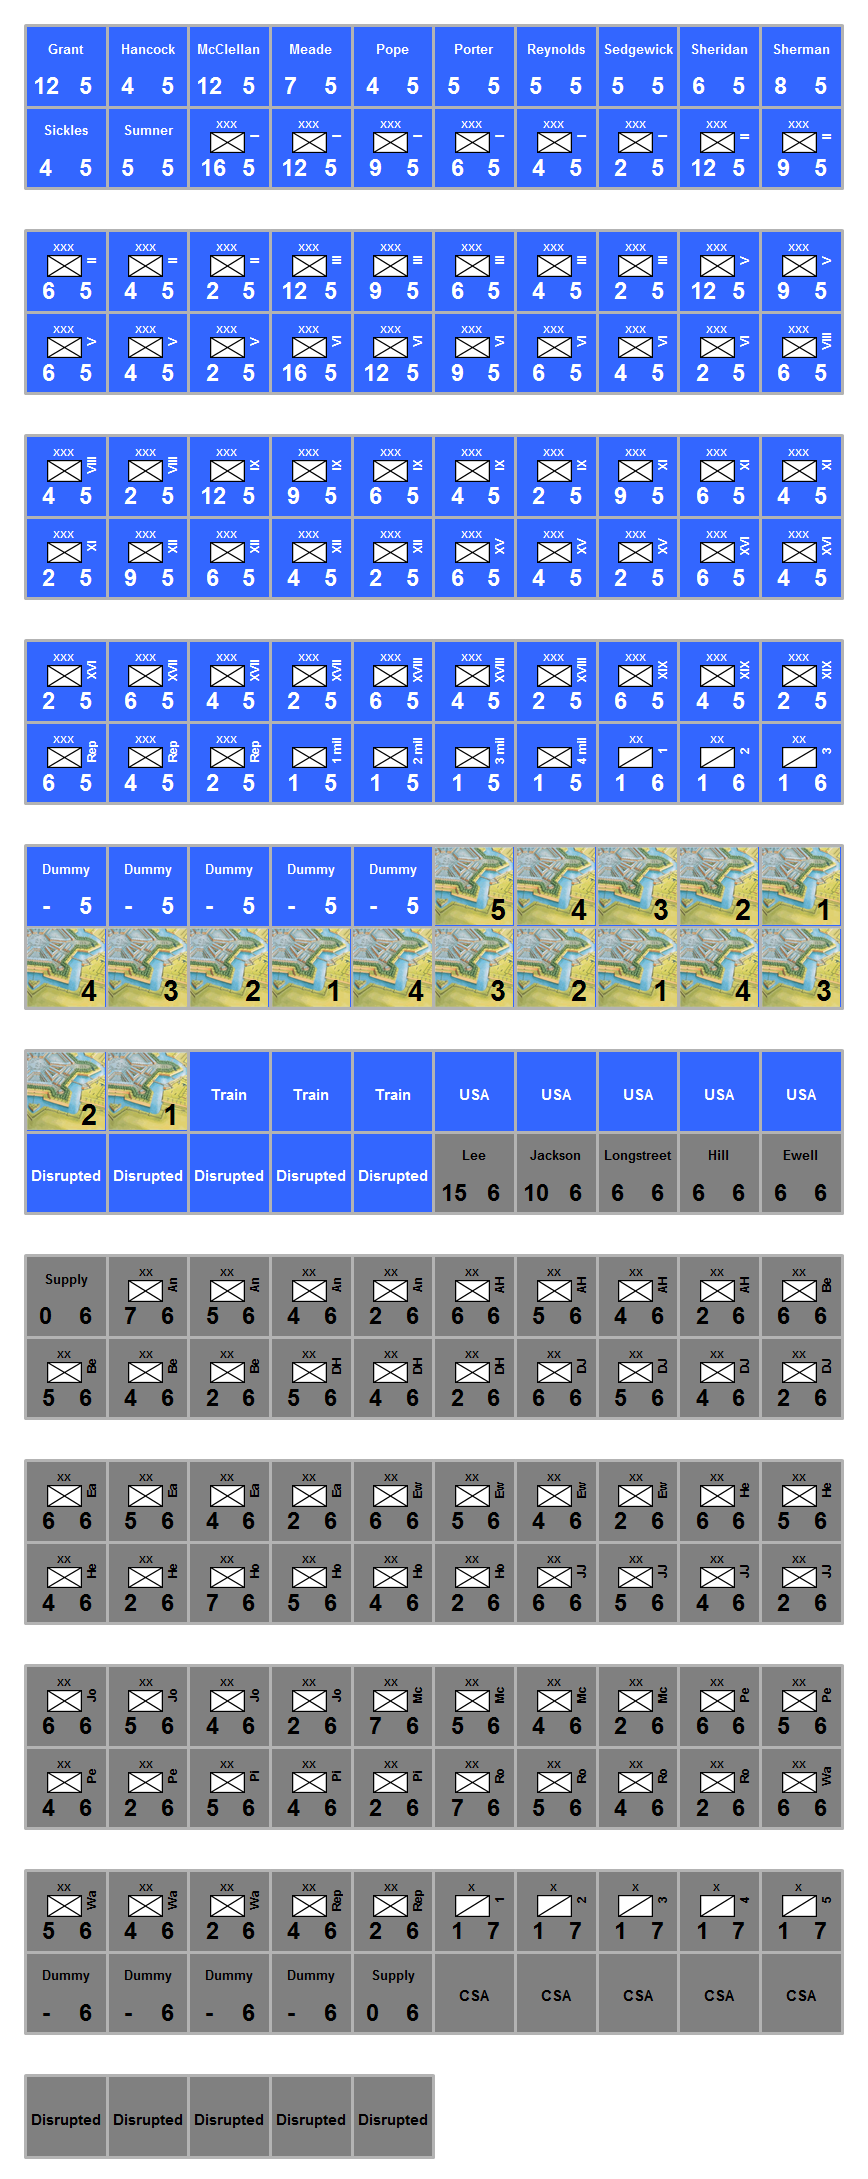 Grant Hancock McClellan Meade Pope Porter Reynolds Sedgewick Sheridan Sherman
12 5 4 5 12 5 7 5 4 5 5 5 5 5 5 5 6 5 8 5
Sickles Sumner xxx I xxx I xxx I xxx I xxx I xxx I xxx II xxx II
4 5 5 5 16 5 12 5 9 5 6 5 4 5 2 5 12 5 9 5
xxx II xxx II xxx II xxx III xxx III xxx III xxx III xxx III xxx V xxx V
6 5 4 5 2 5 12 5 9 5 6 5 4 5 2 5 12 5 9 5
xxx V xxx V xxx V xxx VI xxx VI xxx VI xxx VI xxx VI xxx VI xxx VIII
6 5 4 5 2 5 16 5 12 5 9 5 6 5 4 5 2 5 6 5
xxx VIII xxx VIII xxx IX xxx IX xxx IX xxx IX xxx IX xxx XI xxx XI xxx XI
4 5 2 5 12 5 9 5 6 5 4 5 2 5 9 5 6 5 4 5
xxx XI xxx XII xxx XII xxx XII xxx XII xxx XV xxx XV xxx XV xxx XVI xxx XVI
2 5 9 5 6 5 4 5 2 5 6 5 4 5 2 5 6 5 4 5
xxx XVI xxx XVII xxx XVII xxx XVII xxx XVIII xxx XVIII xxx XVIII xxx XIX xxx XIX xxx XIX
2 5 6 5 4 5 2 5 6 5 4 5 2 5 6 5 4 5 2 5
xxx Rep xxx Rep xxx Rep 1 mil 2 mil 3 mil 4 mil xx 1 xx 2 xx 3
6 5 4 5 2 5 1 5 1 5 1 5 1 5 1 6 1 6 1 6
Dummy Dummy Dummy Dummy Dummy
- 5 - 5 - 5 - 5 - 5 5 4 3 2 1
4 3 2 1 4 3 2 1 4 3
2 1 Train Train Train USA USA USA USA USA
Disrupted Disrupted Disrupted Disrupted Disrupted Lee Jackson Longstreet Hill Ewell
15 6 10 6 6 6 6 6 6 6
Supply xx An xx An xx An xx An xx AH xx AH xx AH xx AH xx Be
0 6 7 6 5 6 4 6 2 6 6 6 5 6 4 6 2 6 6 6
xx Be xx Be xx Be xx DH xx DH xx DH xx DJ xx DJ xx DJ xx DJ
5 6 4 6 2 6 5 6 4 6 2 6 6 6 5 6 4 6 2 6
xx Ea xx Ea xx Ea xx Ea xx Ew xx Ew xx Ew xx Ew xx He xx He
6 6 5 6 4 6 2 6 6 6 5 6 4 6 2 6 6 6 5 6
xx He xx He xx Ho xx Ho xx Ho xx Ho xx JJ xx JJ xx JJ xx JJ
4 6 2 6 7 6 5 6 4 6 2 6 6 6 5 6 4 6 2 6
xx Jo xx Jo xx Jo xx Jo xx Mc xx Mc xx Mc xx Mc xx Pe xx Pe
6 6 5 6 4 6 2 6 7 6 5 6 4 6 2 6 6 6 5 6
xx Pe xx Pe xx Pi xx Pi xx Pi xx Ro xx Ro xx Ro xx Ro xx Wa
4 6 2 6 5 6 4 6 2 6 7 6 5 6 4 6 2 6 6 6
xx Wa xx Wa xx Wa xx Rep xx Rep x 1 x 2 x 3 x 4 x 5
5 6 4 6 2 6 4 6 2 6 1 7 1 7 1 7 1 7 1 7
Dummy Dummy Dummy Dummy Supply CSA CSA CSA CSA CSA
- 6 - 6 - 6 - 6 0 6
Disrupted Disrupted Disrupted Disrupted Disrupted